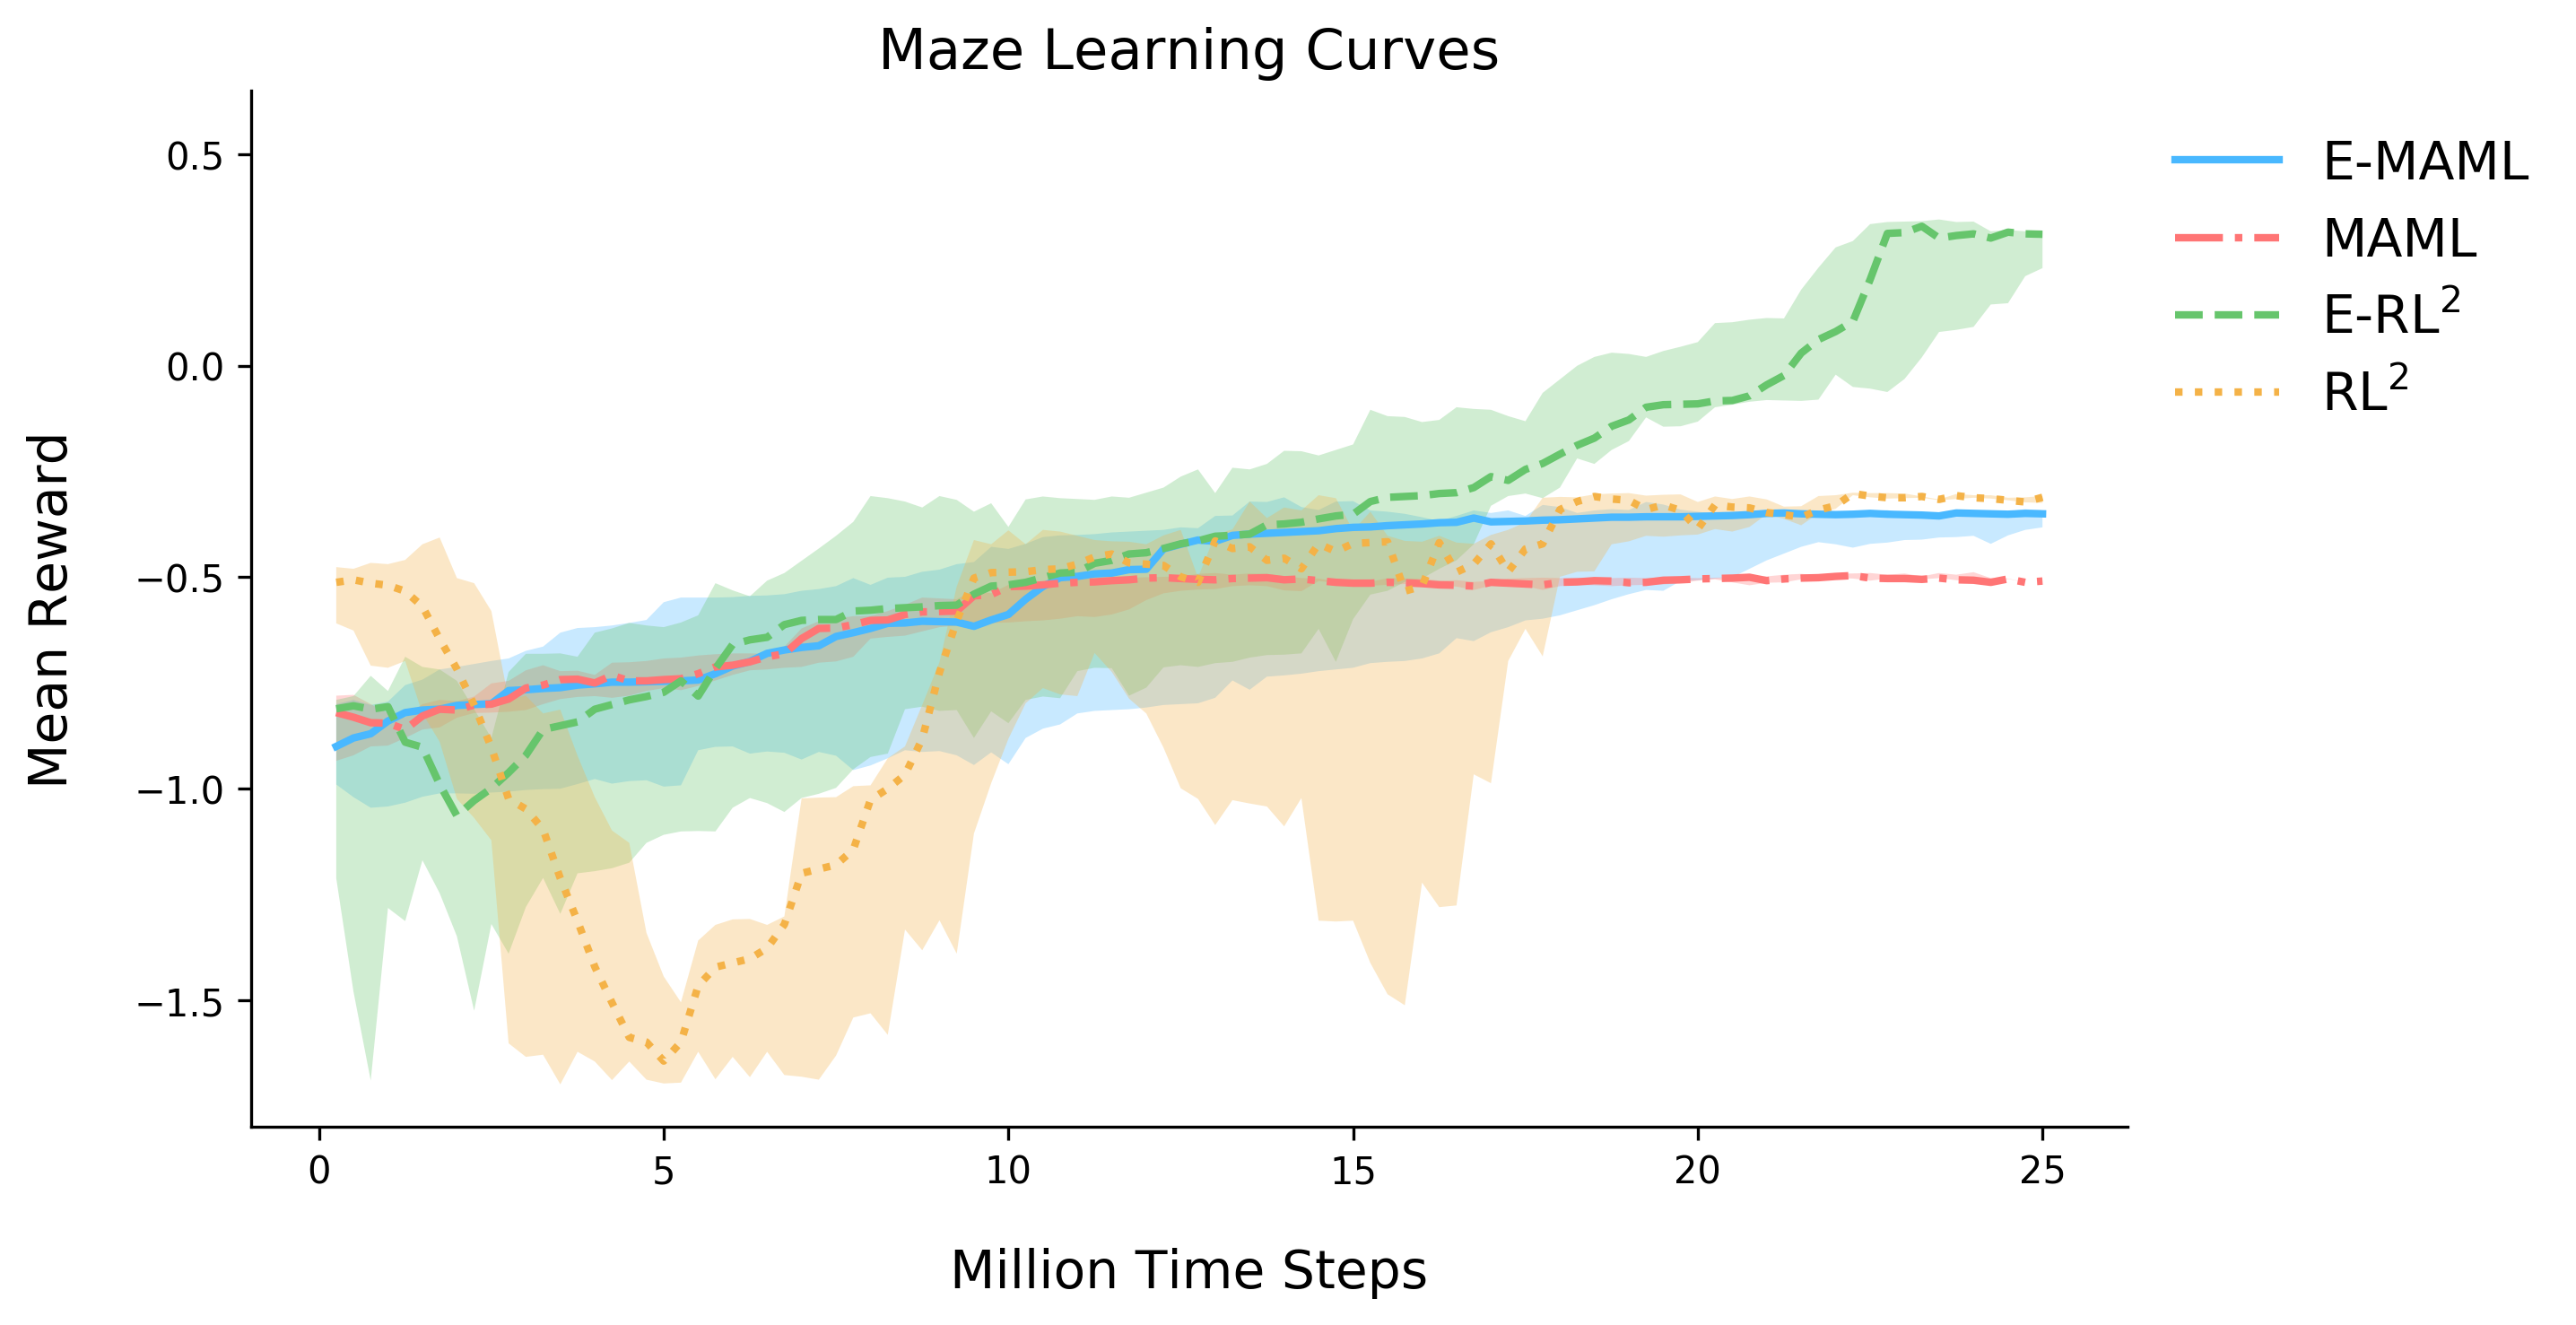 Maze Learning Curves
0.5
0.0
−0.5
−1.0
−1.5
Mean Reward
0 5 10 15 20 25
Million Time Steps
E-MAML
MAML
E-RL²
RL²